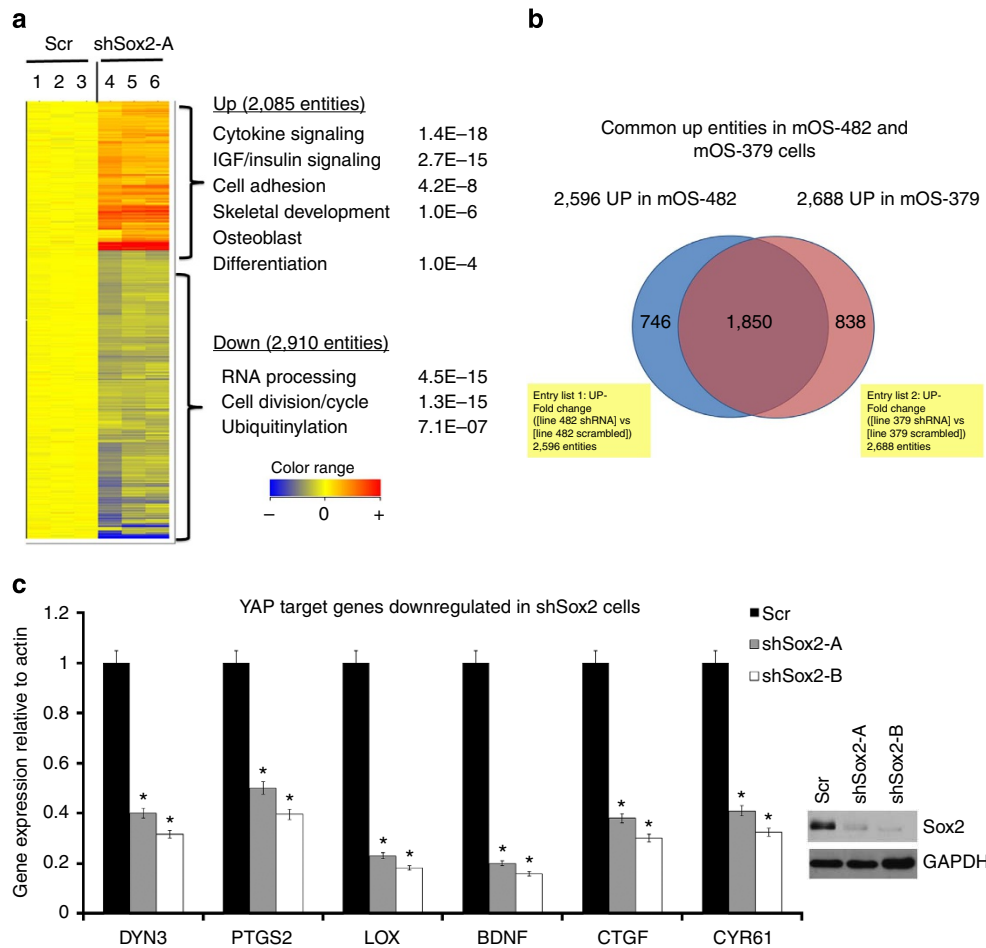 a
Scr shSox2-A
1 2 3 4 5 6
Up (2,085 entities)
Cytokine signaling 1.4E–18
IGF/insulin signaling 2.7E–15
Cell adhesion 4.2E–8
Skeletal development 1.0E–6
Osteoblast
Differentiation 1.0E–4
Down (2,910 entities)
RNA processing 4.5E–15
Cell division/cycle 1.3E–15
Ubiquitinylation 7.1E–07
Color range
– 0 +
b
Common up entities in mOS-482 and
mOS-379 cells
2,596 UP in mOS-482 2,688 UP in mOS-379
746 1,850 838
Entry list 1: UP-
Fold change
([line 482 shRNA] vs
[line 482 scrambled])
2,596 entities
Entry list 2: UP-
Fold change
([line 379 shRNA] vs
[line 379 scrambled])
2,688 entities
c
YAP target genes downregulated in shSox2 cells
Gene expression relative to actin
1.2
1
0.8
0.6
0.4
0.2
0
Scr
shSox2-A
shSox2-B
* * * * * * * * * * * *
DYN3 PTGS2 LOX BDNF CTGF CYR61
Scr shSox2-A shSox2-B
Sox2
GAPDH